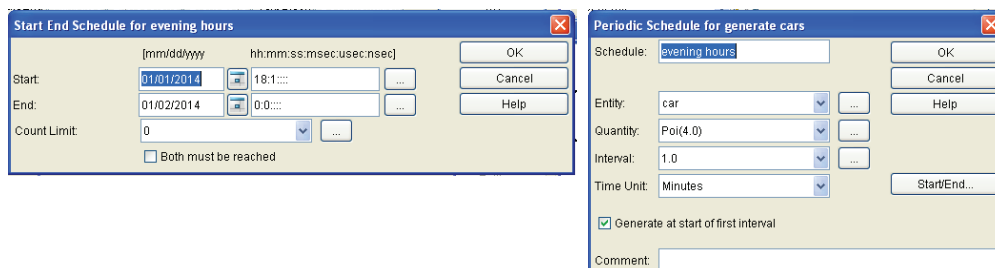 Start End Schedule for evening hours
[mm/dd/yyyy hh:mm:ss:msec:usec:nsec] OK
Start: 01/01/2014 18:1:::: ... Cancel
End: 01/02/2014 0:0:::: ... Help
Count Limit: 0 ...
Both must be reached
Periodic Schedule for generate cars
Schedule: evening hours OK
Cancel
Entity: car ... Help
Quantity: Poi(4.0) ...
Interval: 1.0 ...
Time Unit: Minutes Start/End...
Generate at start of first interval
Comment: